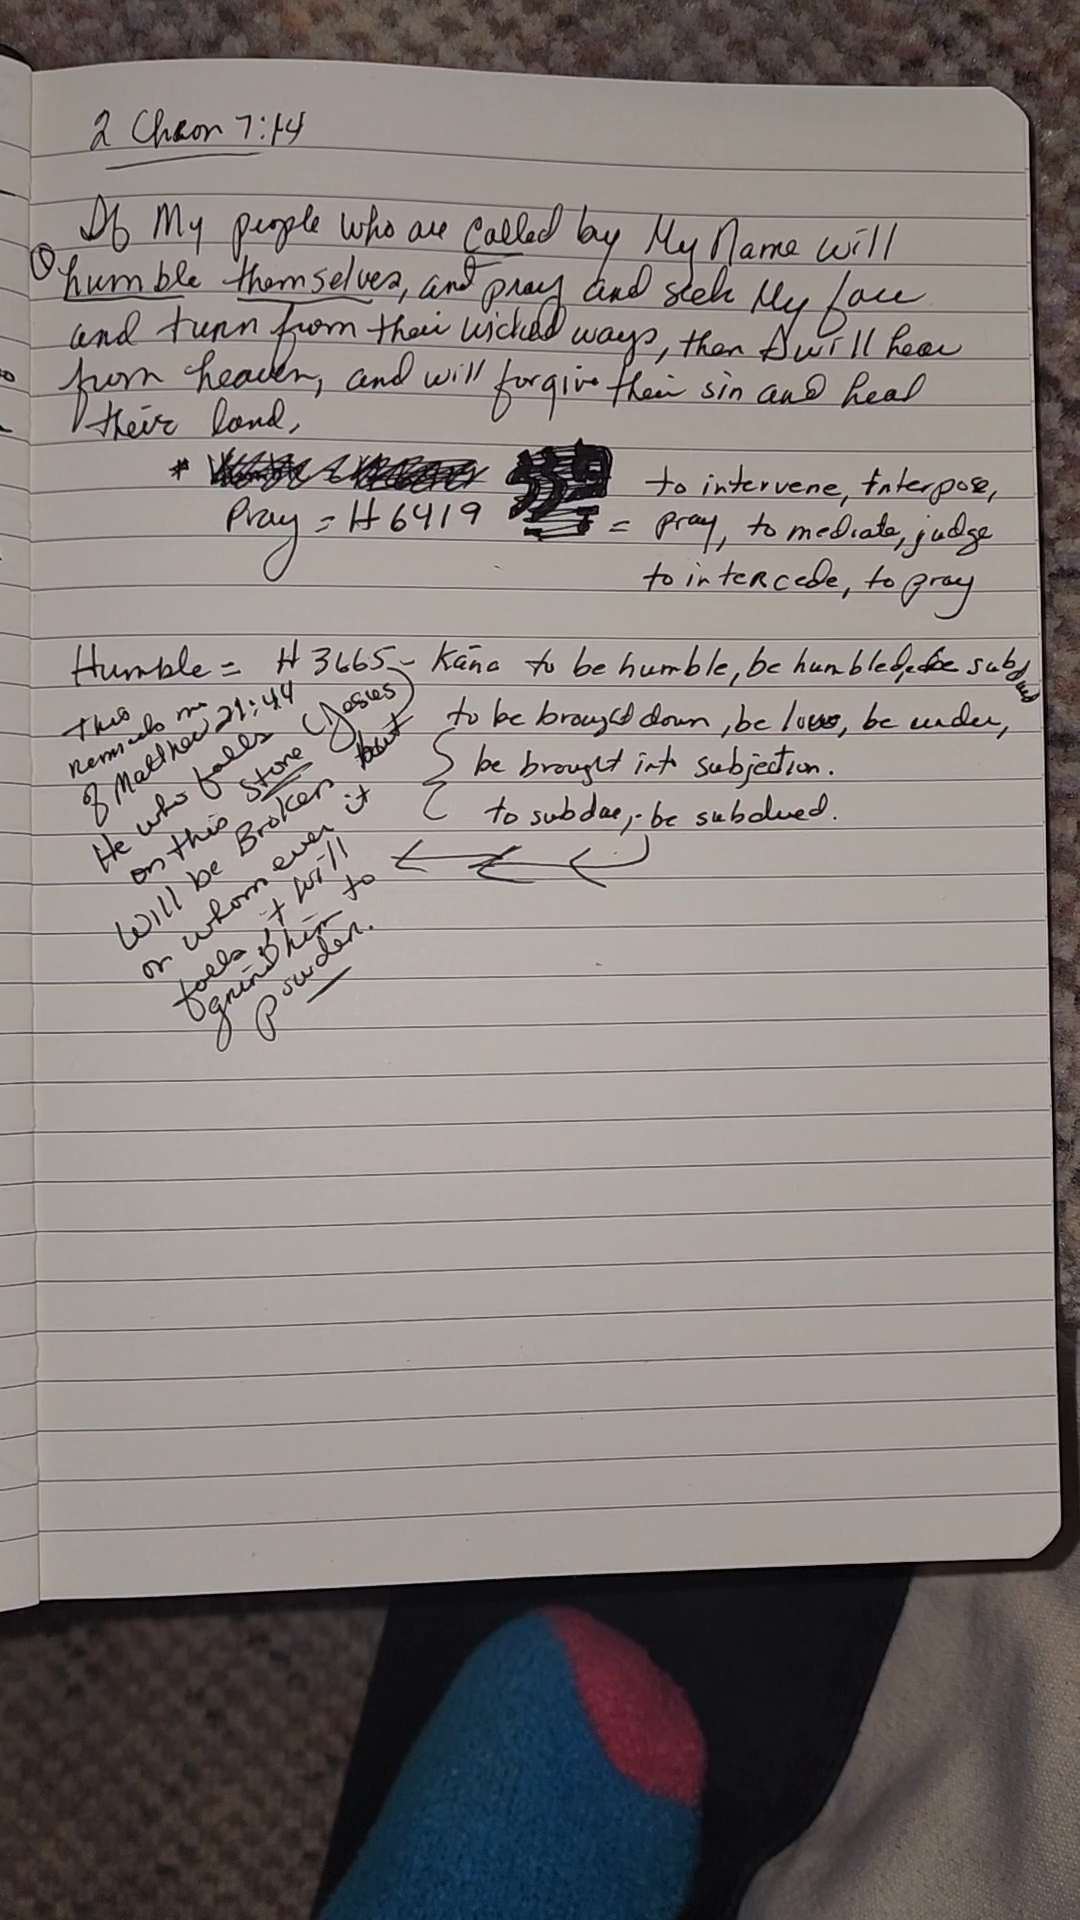 2 Chron 7:14
If My people who are called by My Name will
① humble themselves, and pray and seek My face
and turn from their wicked ways, then I will hear
from heaven, and will forgive their sin and heal
their land,
*
to intervene, interpose,
Pray = H 6419 = pray, to mediate, judge
to intercede, to pray
Humble = H 3665 - Kāna to be humble, be humbled, be subdued
to be brought down, be low, be under,
be brought into subjection.
to subdue, be subdued.
This
reminds me
of Matthew 21:44
He who falls
on this Stone (Jesus)
will be Broken but
on whom ever it
falls it will
grind him to
powder.